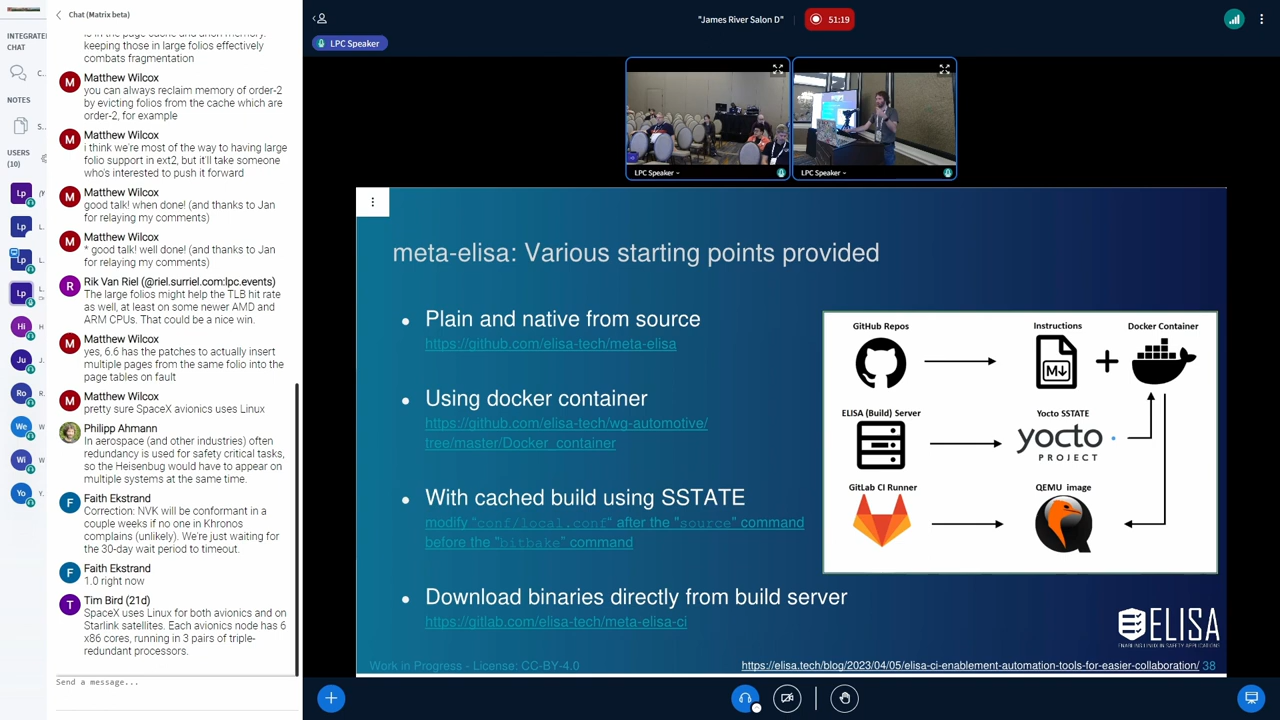 Chat (Matrix beta)
INTEGRATE
CHAT
C..
NOTES
S..
USERS
(10)
Lp
Lp
Lp
Lp
Hi
Ju
Ro
We
Wi
Yo
is in the page cache and anon memory.
keeping those in large folios effectively
combats fragmentation
M
Matthew Wilcox
you can always reclaim memory of order-2
by evicting folios from the cache which are
order-2, for example
M
Matthew Wilcox
i think we're most of the way to having large
folio support in ext2, but it'll take someone
who's interested to push it forward
M
Matthew Wilcox
good talk! when done! (and thanks to Jan
for relaying my comments)
M
Matthew Wilcox
* good talk! well done! (and thanks to Jan
for relaying my comments)
R
Rik Van Riel (@riel.surriel.com:lpc.events)
The large folios might help the TLB hit rate
as well, at least on some newer AMD and
ARM CPUs. That could be a nice win.
M
Matthew Wilcox
yes, 6.6 has the patches to actually insert
multiple pages from the same folio into the
page tables on fault
M
Matthew Wilcox
pretty sure SpaceX avionics uses Linux
Philipp Ahmann
In aerospace (and other industries) often
redundancy is used for safety critical tasks,
so the Heisenbug would have to appear on
multiple systems at the same time.
F
Faith Ekstrand
Correction: NVK will be conformant in a
couple weeks if no one in Khronos
complains (unlikely). We're just waiting for
the 30-day wait period to timeout.
F
Faith Ekstrand
1.0 right now
T
Tim Bird (21d)
SpaceX uses Linux for both avionics and on
Starlink satellites. Each avionics node has 6
x86 cores, running in 3 pairs of triple-
redundant processors.
Send a message...
"James River Salon D"
51:19
LPC Speaker
LPC Speaker
LPC Speaker
meta-elisa: Various starting points provided
• Plain and native from source
https://github.com/elisa-tech/meta-elisa
• Using docker container
https://github.com/elisa-tech/wg-automotive/
tree/master/Docker_container
• With cached build using SSTATE
modify "conf/local.conf" after the "source" command
before the "bitbake" command
• Download binaries directly from build server
https://gitlab.com/elisa-tech/meta-elisa-ci
GitHub Repos
Instructions
Docker Container
M
+
ELISA (Build) Server
Yocto SSTATE
yocto
PROJECT
GitLab CI Runner
QEMU image
ELISA
ENABLING LINUX IN SAFETY APPLICATIONS
Work in Progress - License: CC-BY-4.0
https://elisa.tech/blog/2023/04/05/elisa-ci-enablement-automation-tools-for-easier-collaboration/ 38